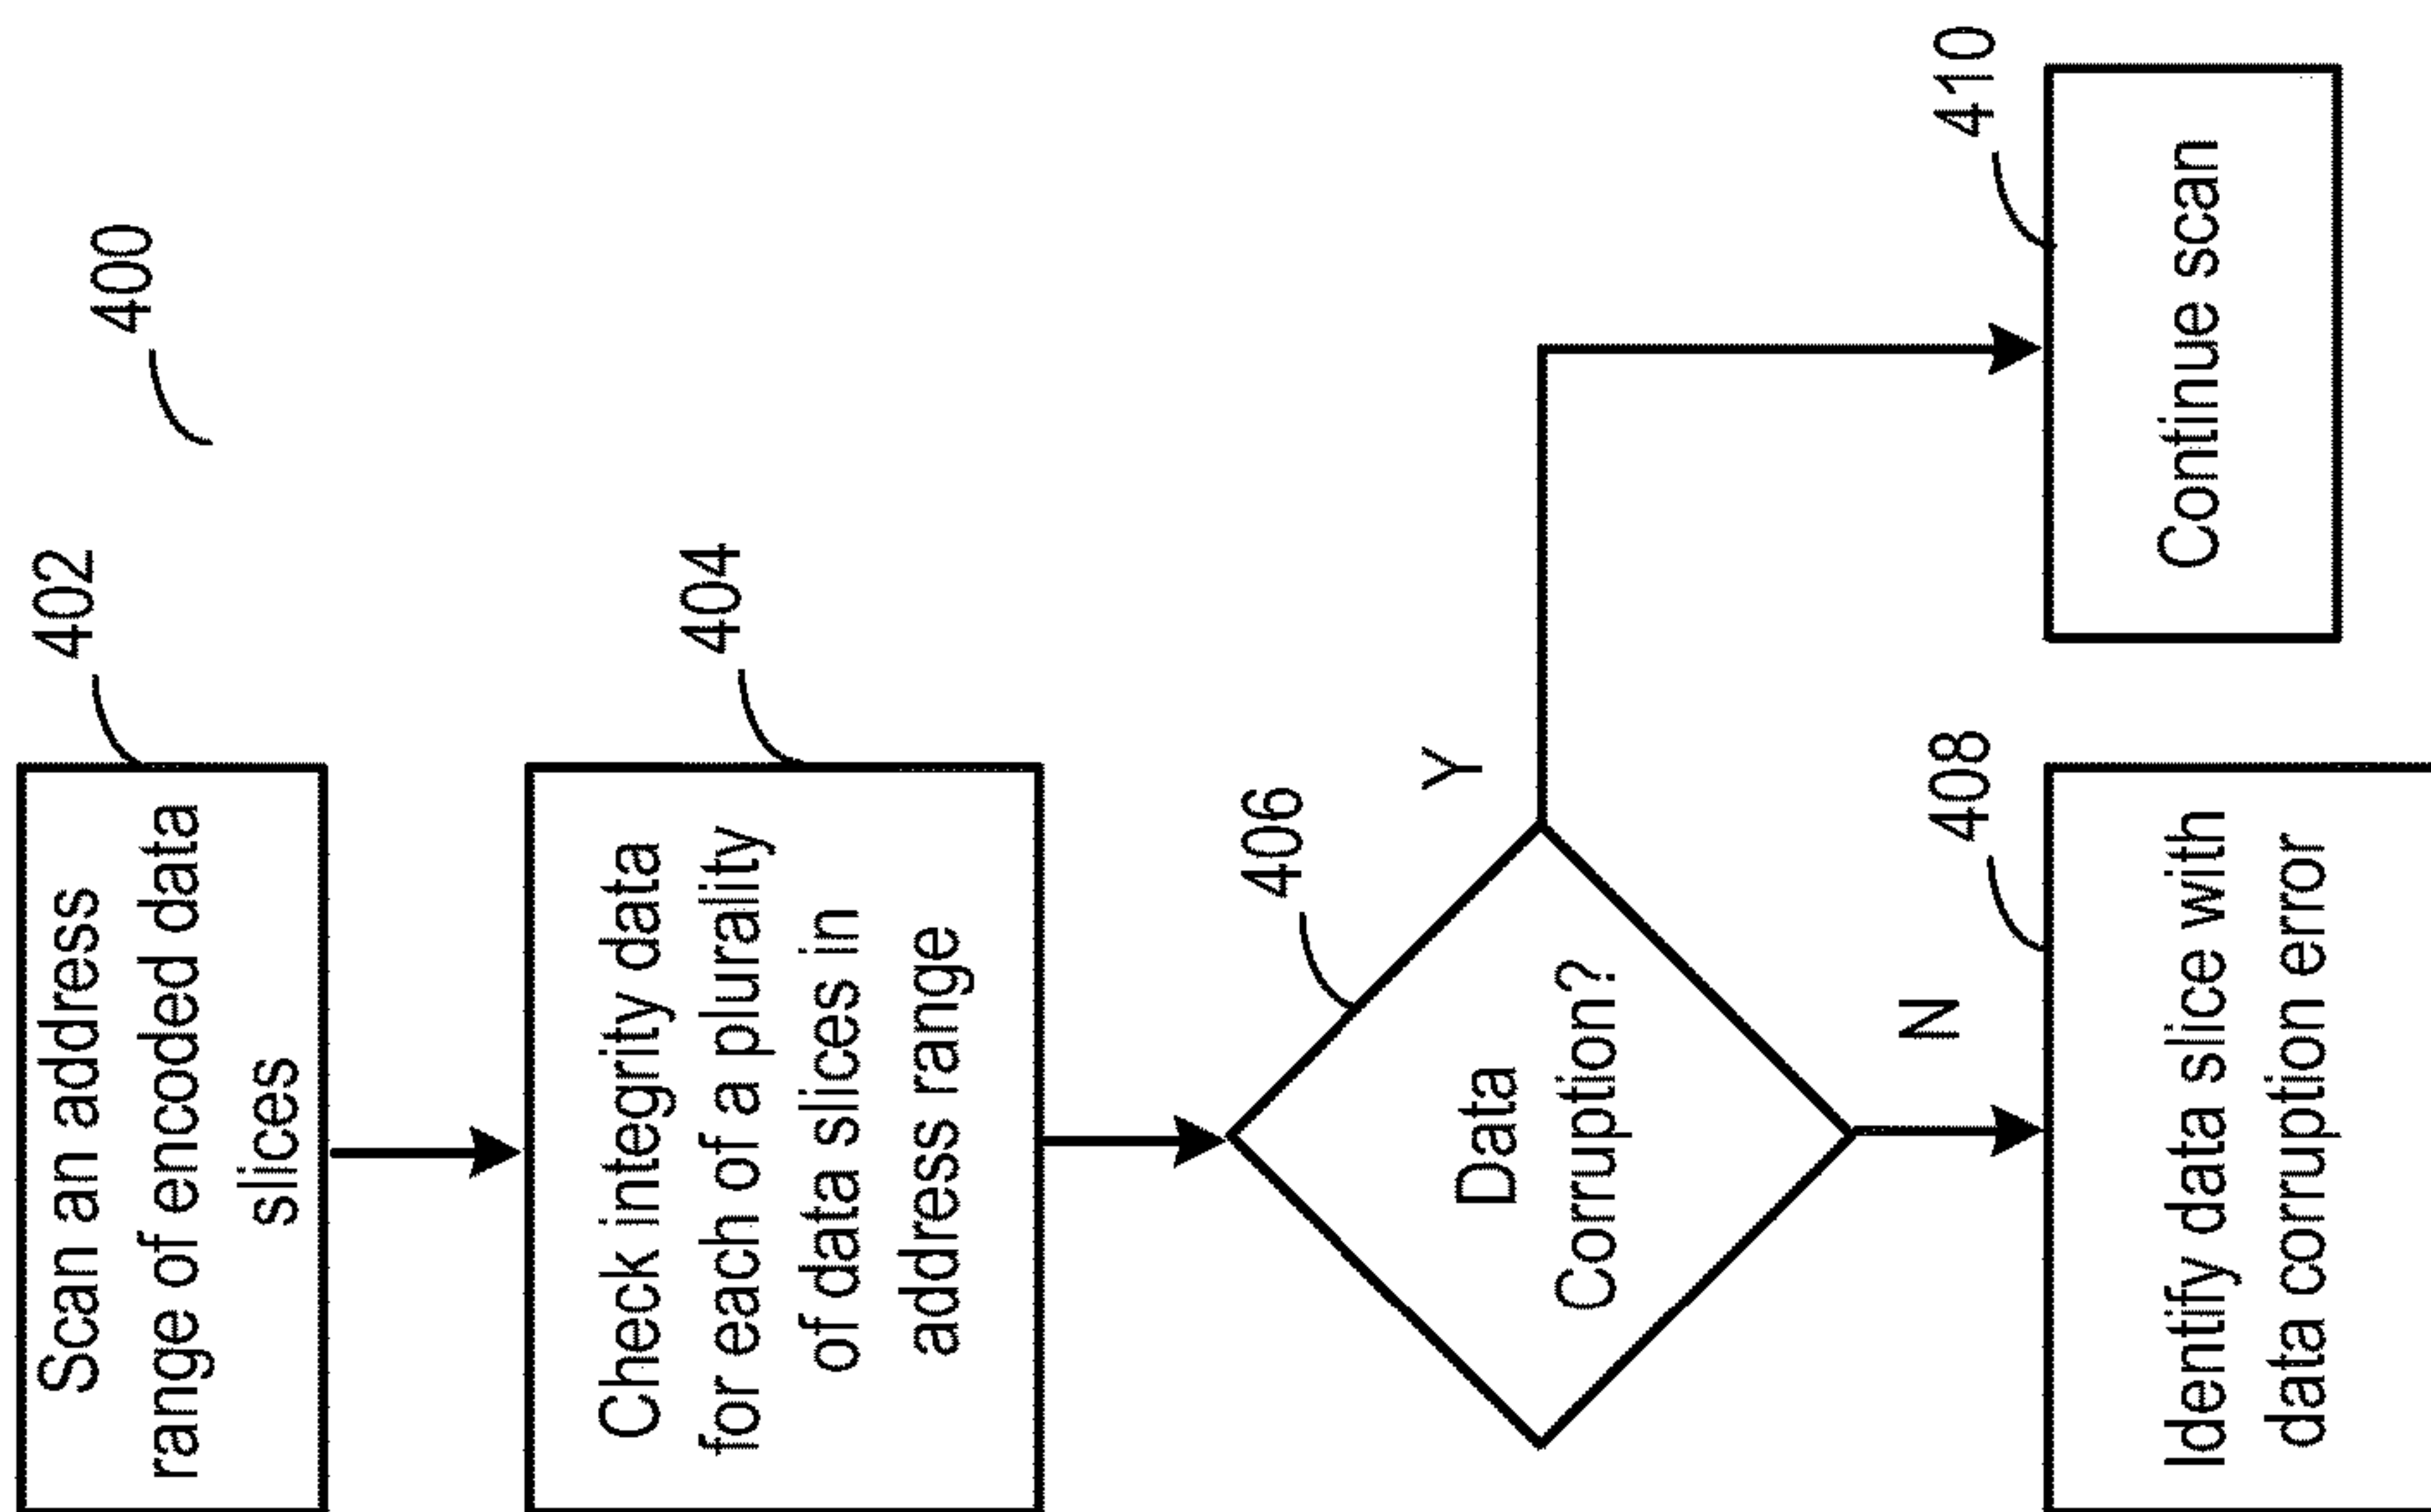 400
402
Scan an address
range of encoded data
slices
404
Check integrity data
for each of a plurality
of data slices in
address range
406
Data
Corruption?
Y
N
408
Identify data slice with
data corruption error
410
Continue scan